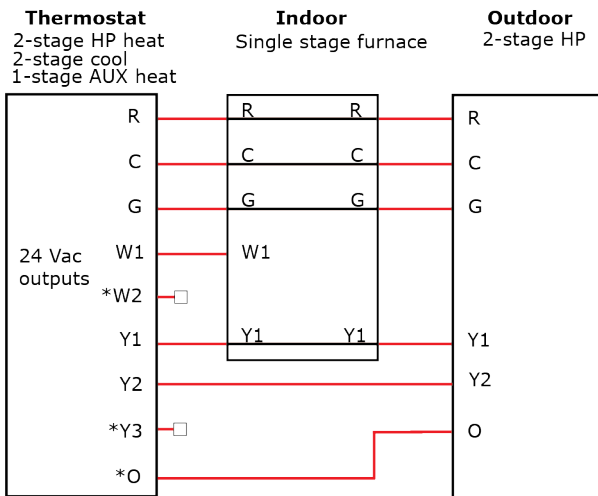 Thermostat
2-stage HP heat
2-stage cool
1-stage AUX heat
Indoor
Single stage furnace
Outdoor
2-stage HP
R R R R
C C C C
G G G G
W1 W1
24 Vac
outputs
*W2
Y1 Y1 Y1 Y1
Y2 Y2
*Y3 O
*O